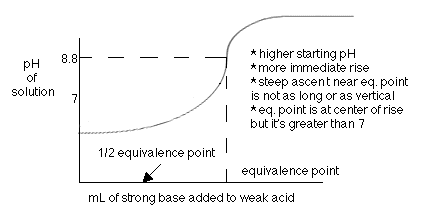 pH
of
solution
8.8
7
* higher starting pH
* more immediate rise
* steep ascent near eq. point
is not as long or as vertical
* eq. point is at center of rise
but it's greater than 7
1/2 equivalence point
equivalence point
mL of strong base added to weak acid